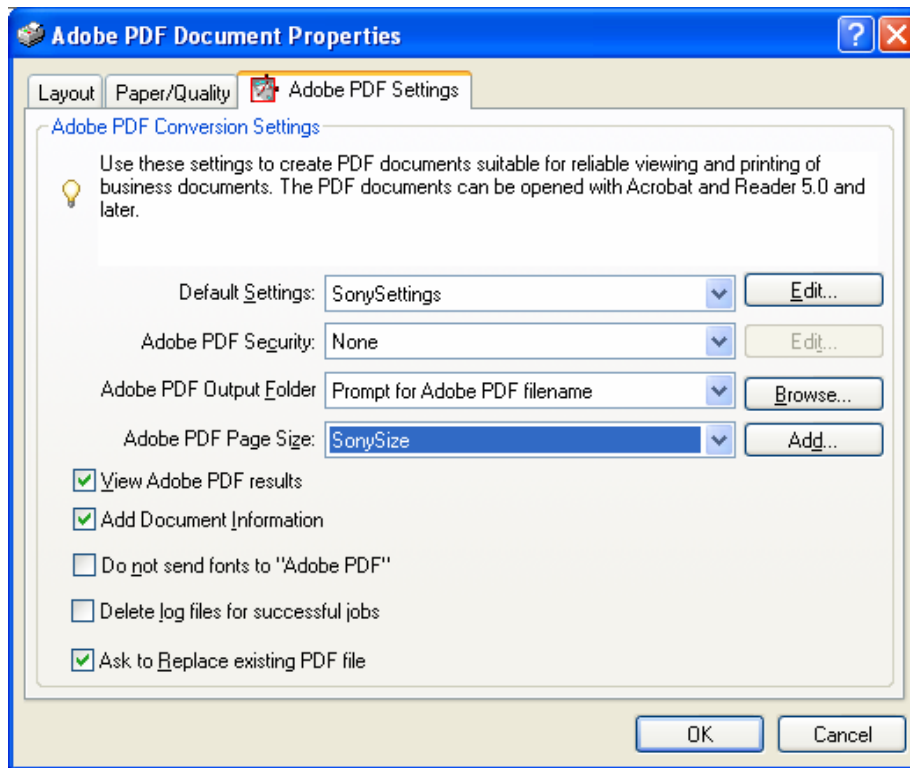 Adobe PDF Document Properties
Layout
Paper/Quality
Adobe PDF Settings
Adobe PDF Conversion Settings
Use these settings to create PDF documents suitable for reliable viewing and printing of
business documents. The PDF documents can be opened with Acrobat and Reader 5.0 and
later.
Default Settings: SonySettings Edit...
Adobe PDF Security: None Edit...
Adobe PDF Output Folder Prompt for Adobe PDF filename Browse...
Adobe PDF Page Size: SonySize Add...
View Adobe PDF results
Add Document Information
Do not send fonts to "Adobe PDF"
Delete log files for successful jobs
Ask to Replace existing PDF file
OK Cancel